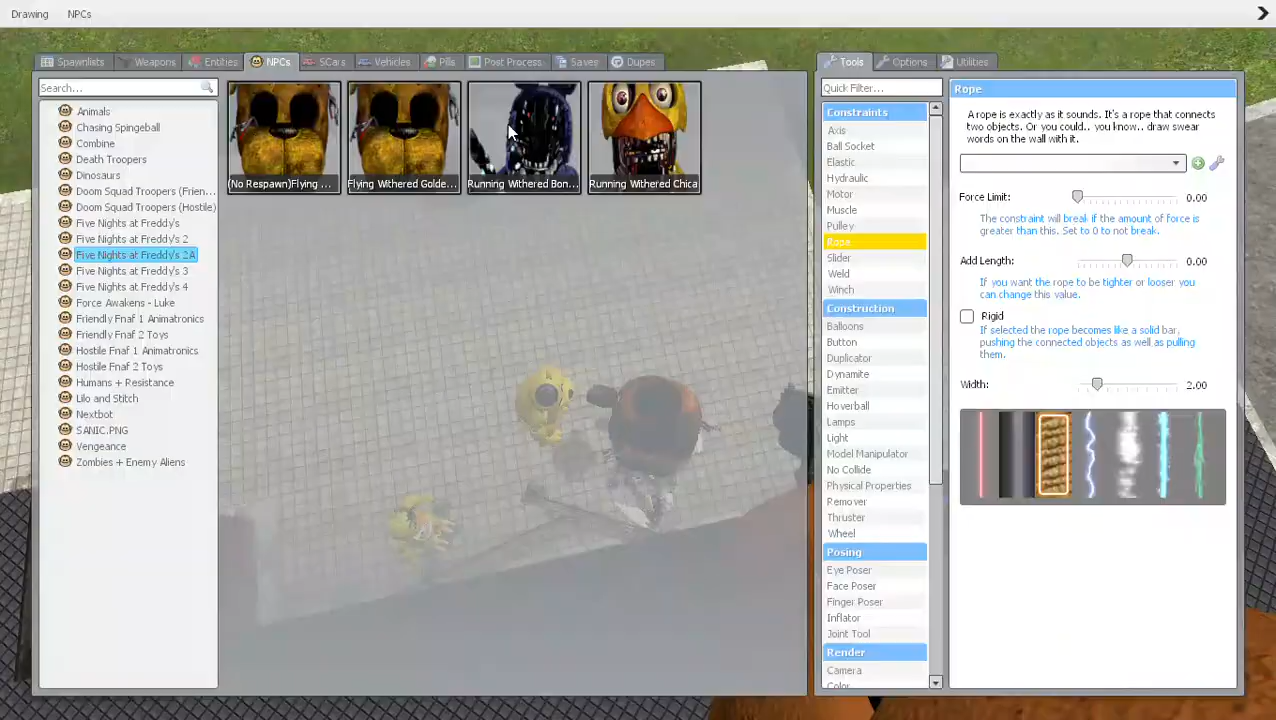 Drawing NPCs
Spawnlists Weapons Entities NPCs SCars Vehicles Pills Post Process Saves Dupes
Search...
Animals
Chasing Spingeball
Combine
Death Troopers
Dinosaurs
Doom Squad Troopers (Frien...
Doom Squad Troopers (Hostile)
Five Nights at Freddy's
Five Nights at Freddy's 2
Five Nights at Freddy's 2A
Five Nights at Freddy's 3
Five Nights at Freddy's 4
Force Awakens - Luke
Friendly Fnaf 1 Animatronics
Friendly Fnaf 2 Toys
Hostile Fnaf 1 Animatronics
Hostile Fnaf 2 Toys
Humans + Resistance
Lilo and Stitch
Nextbot
SANIC.PNG
Vengeance
Zombies + Enemy Aliens
(No Respawn)Flying ...
Flying Withered Golde...
Running Withered Bon...
Running Withered Chica
Tools Options Utilities
Quick Filter...
Constraints
Axis
Ball Socket
Elastic
Hydraulic
Motor
Muscle
Pulley
Rope
Slider
Weld
Winch
Construction
Balloons
Button
Duplicator
Dynamite
Emitter
Hoverball
Lamps
Light
Model Manipulator
No Collide
Physical Properties
Remover
Thruster
Wheel
Posing
Eye Poser
Face Poser
Finger Poser
Inflator
Joint Tool
Render
Camera
Color
Rope
A rope is exactly as it sounds. It's a rope that connects
two objects. Or you could.. you know.. draw swear
words on the wall with it.
Force Limit: 0.00
The constraint will break if the amount of force is
greater than this. Set to 0 to not break.
Add Length: 0.00
If you want the rope to be tighter or looser you
can change this value.
Rigid
If selected the rope becomes like a solid bar,
pushing the connected objects as well as pulling
them.
Width: 2.00